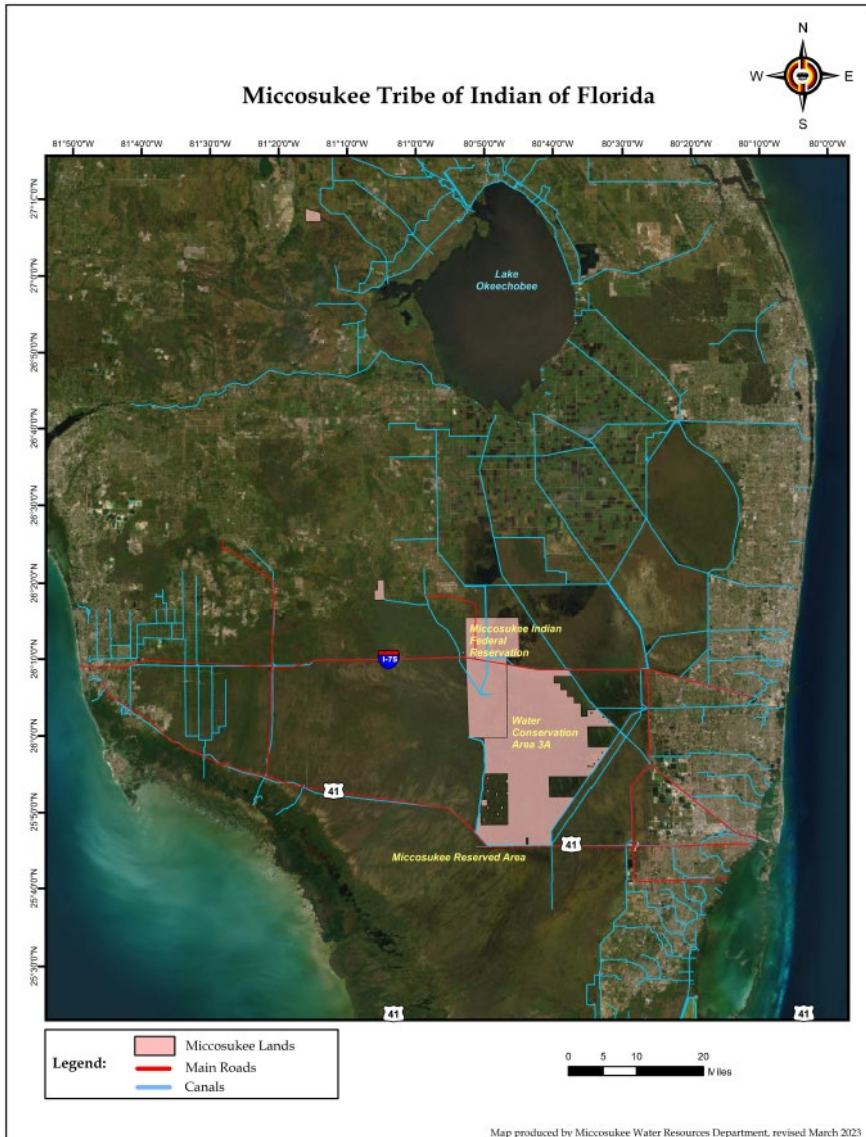 N
W
E
S
Miccosukee Tribe of Indian of Florida
81°50'0"W 81°40'0"W 81°30'0"W 81°20'0"W 81°10'0"W 81°0'0"W 80°50'0"W 80°40'0"W 80°30'0"W 80°20'0"W 80°10'0"W 80°0'0"W
27°10'0"N
27°0'0"N
26°50'0"N
26°40'0"N
26°30'0"N
26°20'0"N
26°10'0"N
26°0'0"N
25°50'0"N
25°40'0"N
25°30'0"N
Lake
Okeechobee
Miccosukee Indian
Federal
Reservation
I-75
Water
Conservation
Area 3A
41
41
Miccosukee Reserved Area
41
41
Legend:
Miccosukee Lands
Main Roads
Canals
0 5 10 20
Miles
Map produced by Miccosukee Water Resources Department, revised March 2023